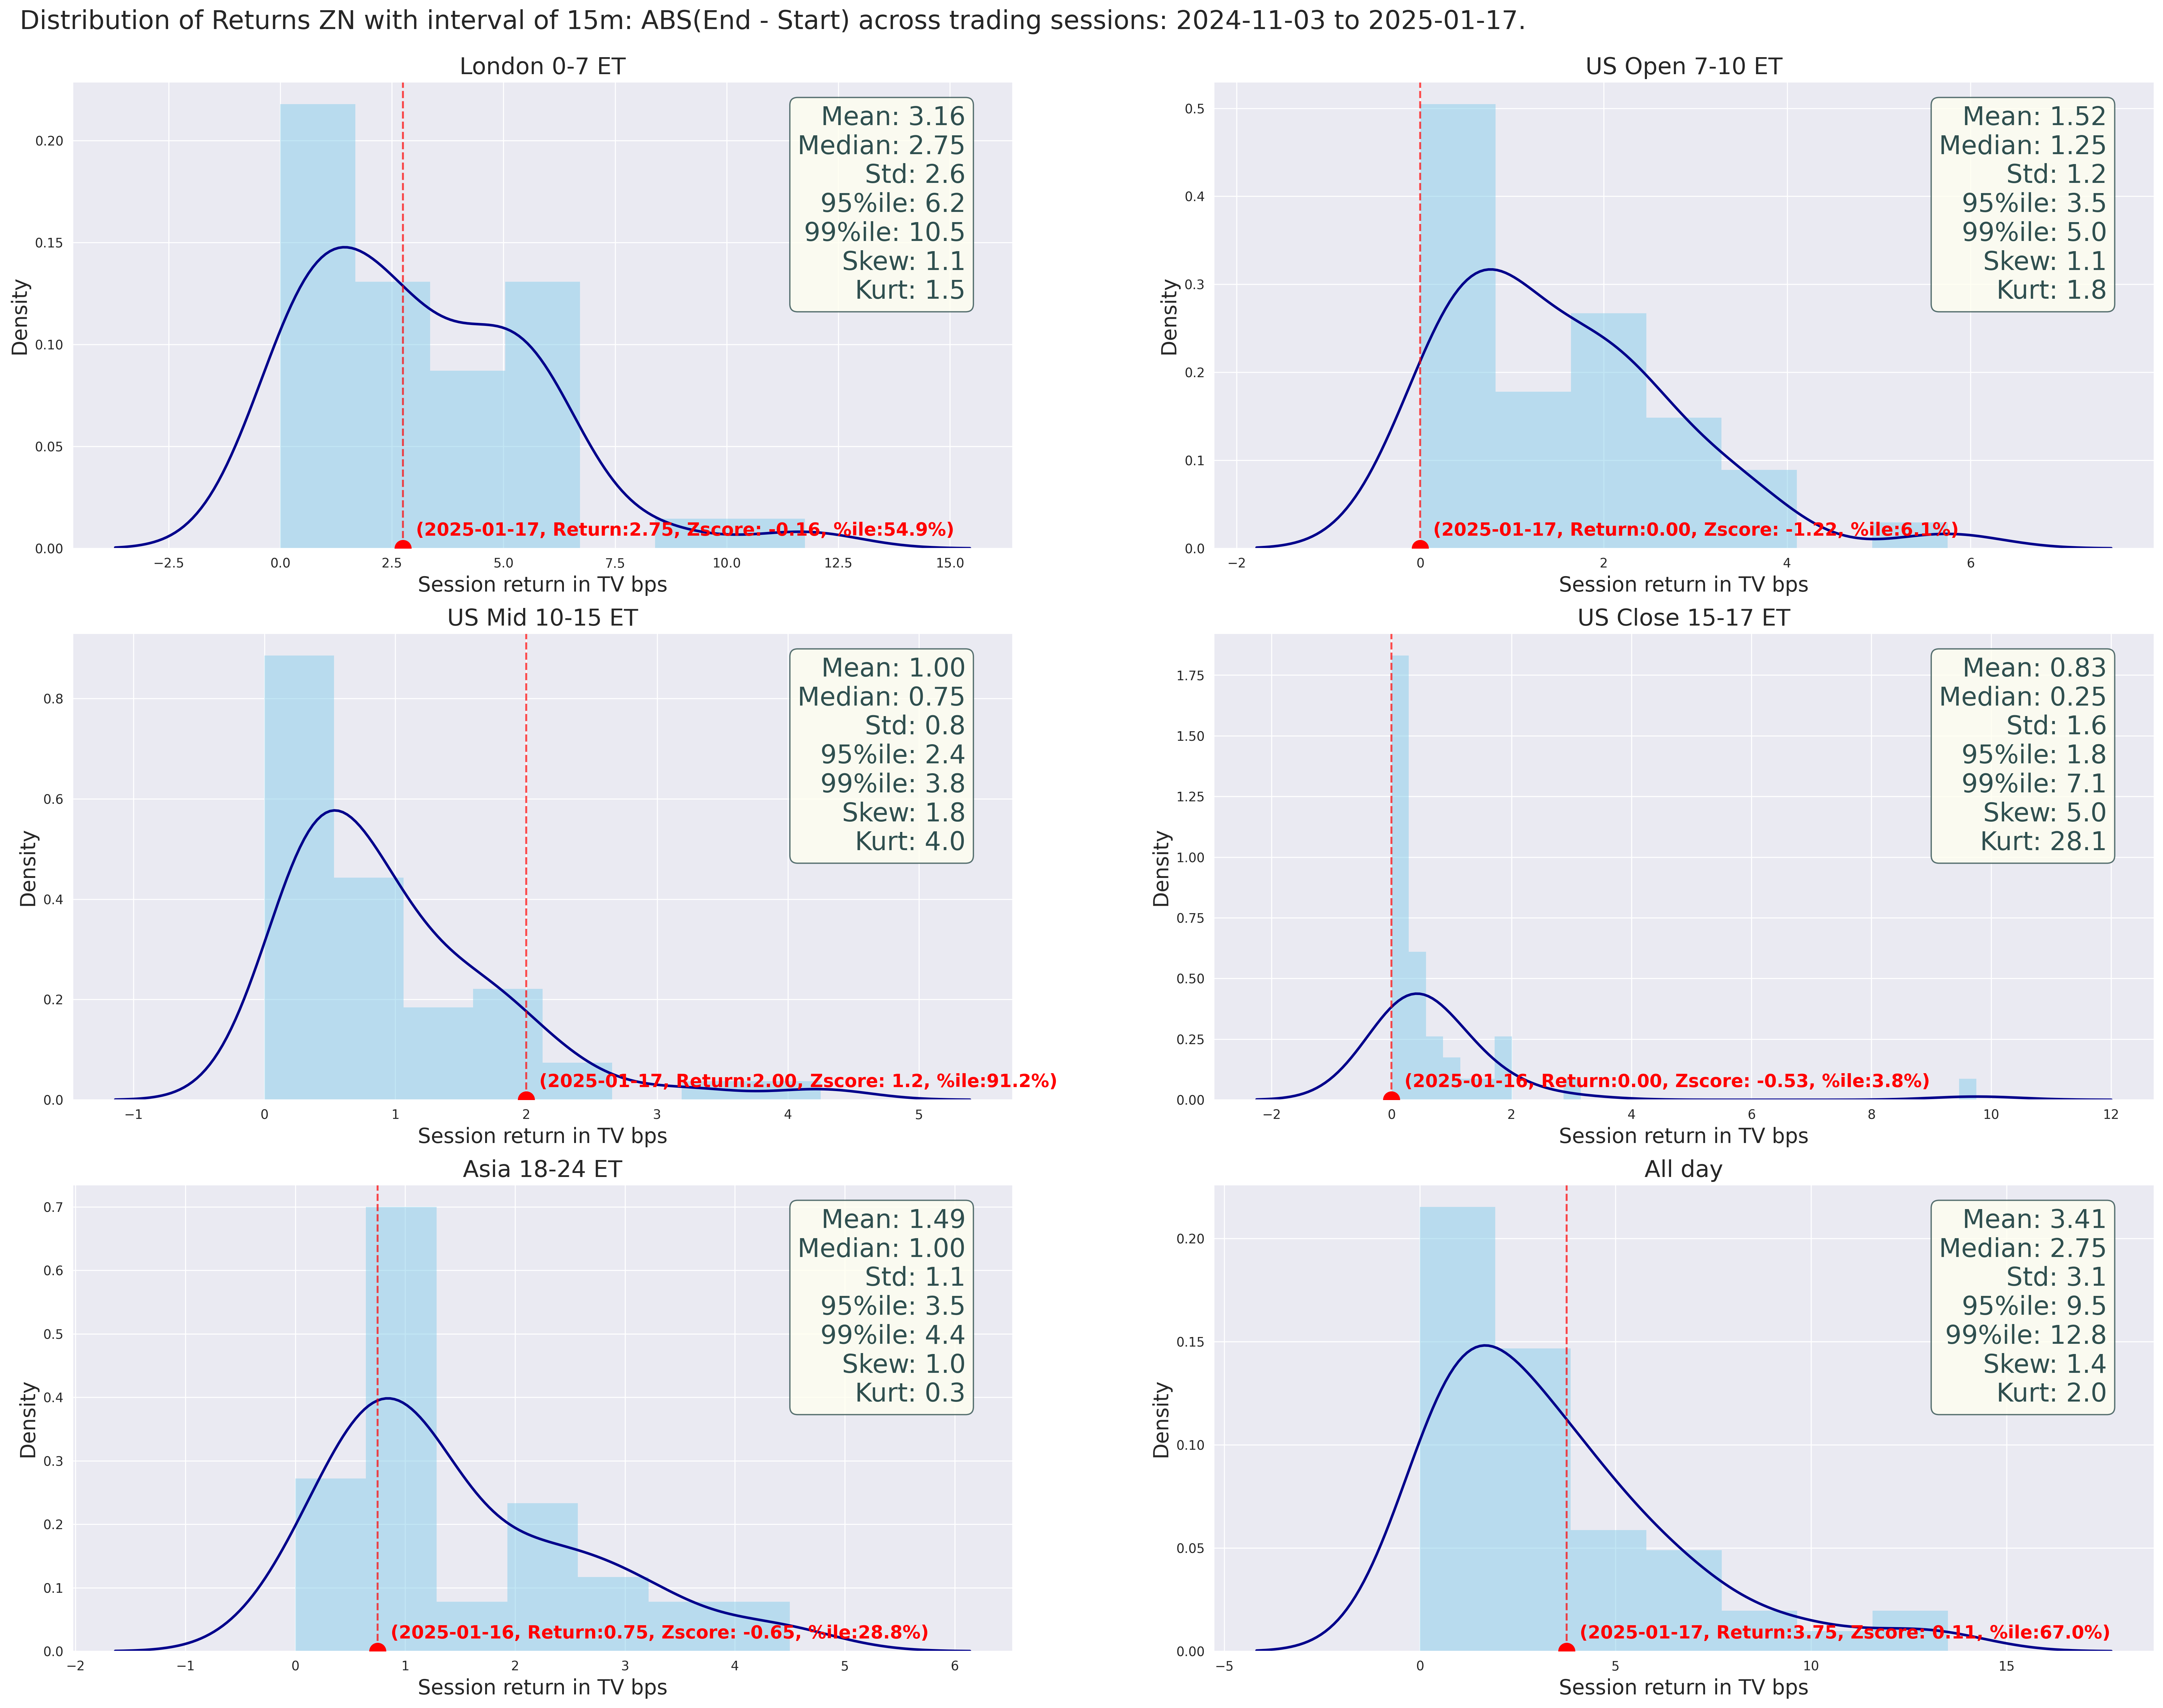 Distribution of Returns ZN with interval of 15m: ABS(End - Start) across trading sessions: 2024-11-03 to 2025-01-17.
London 0-7 ET
Mean: 3.16
Median: 2.75
Std: 2.6
95%ile: 6.2
99%ile: 10.5
Skew: 1.1
Kurt: 1.5
Density
0.20
0.15
0.10
0.05
0.00
(2025-01-17, Return:2.75, Zscore: -0.16, %ile:54.9%)
−2.5 0.0 2.5 5.0 7.5 10.0 12.5 15.0
Session return in TV bps
US Open 7-10 ET
Mean: 1.52
Median: 1.25
Std: 1.2
95%ile: 3.5
99%ile: 5.0
Skew: 1.1
Kurt: 1.8
Density
0.5
0.4
0.3
0.2
0.1
0.0
(2025-01-17, Return:0.00, Zscore: -1.22, %ile:6.1%)
−2 0 2 4 6
Session return in TV bps
US Mid 10-15 ET
Mean: 1.00
Median: 0.75
Std: 0.8
95%ile: 2.4
99%ile: 3.8
Skew: 1.8
Kurt: 4.0
Density
0.8
0.6
0.4
0.2
0.0
(2025-01-17, Return:2.00, Zscore: 1.2, %ile:91.2%)
−1 0 1 2 3 4 5
Session return in TV bps
US Close 15-17 ET
Mean: 0.83
Median: 0.25
Std: 1.6
95%ile: 1.8
99%ile: 7.1
Skew: 5.0
Kurt: 28.1
Density
1.75
1.50
1.25
1.00
0.75
0.50
0.25
0.00
(2025-01-16, Return:0.00, Zscore: -0.53, %ile:3.8%)
−2 0 2 4 6 8 10 12
Session return in TV bps
Asia 18-24 ET
Mean: 1.49
Median: 1.00
Std: 1.1
95%ile: 3.5
99%ile: 4.4
Skew: 1.0
Kurt: 0.3
Density
0.7
0.6
0.5
0.4
0.3
0.2
0.1
0.0
(2025-01-16, Return:0.75, Zscore: -0.65, %ile:28.8%)
−2 −1 0 1 2 3 4 5 6
Session return in TV bps
All day
Mean: 3.41
Median: 2.75
Std: 3.1
95%ile: 9.5
99%ile: 12.8
Skew: 1.4
Kurt: 2.0
Density
0.20
0.15
0.10
0.05
0.00
(2025-01-17, Return:3.75, Zscore: 0.11, %ile:67.0%)
−5 0 5 10 15
Session return in TV bps